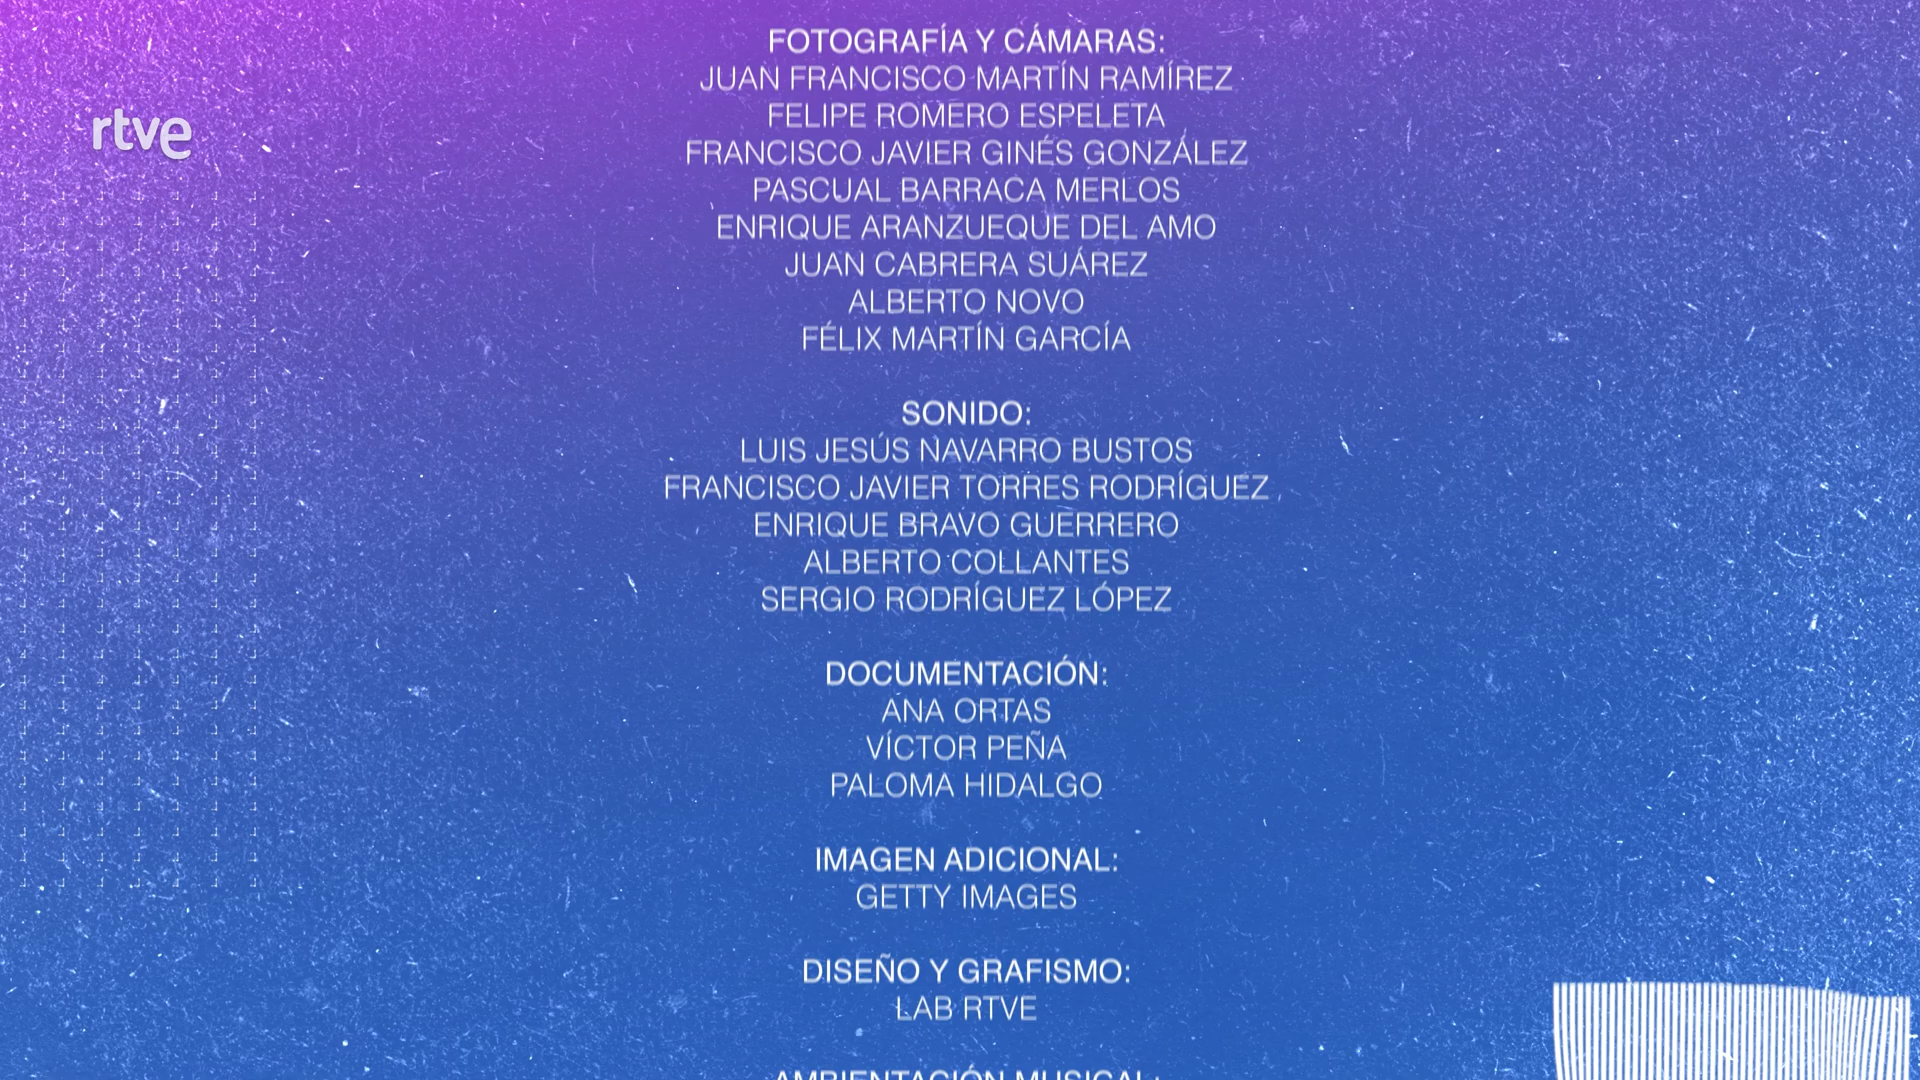 FOTOGRAFÍA Y CÁMARAS:
JUAN FRANCISCO MARTÍN RAMÍREZ
rtve
FELIPE ROMERO ESPELETA
FRANCISCO JAVIER GINÉS GONZÁLEZ
PASCUAL BARRACA MERLOS
ENRIQUE ARANZUEQUE DEL AMO
JUAN CABRERA SUÁREZ
ALBERTO NOVO
FÉLIX MARTÍN GARCÍA
SONIDO:
LUIS JESÚS NAVARRO BUSTOS
FRANCISCO JAVIER TORRES RODRÍGUEZ
ENRIQUE BRAVO GUERRERO
ALBERTO COLLANTES
SERGIO RODRÍGUEZ LÓPEZ
DOCUMENTACIÓN:
ANA ORTAS
VÍCTOR PEÑA
PALOMA HIDALGO
IMAGEN ADICIONAL:
GETTY IMAGES
DISEÑO Y GRAFISMO:
LAB RTVE
AMBIENTACIÓN MUSICAL: